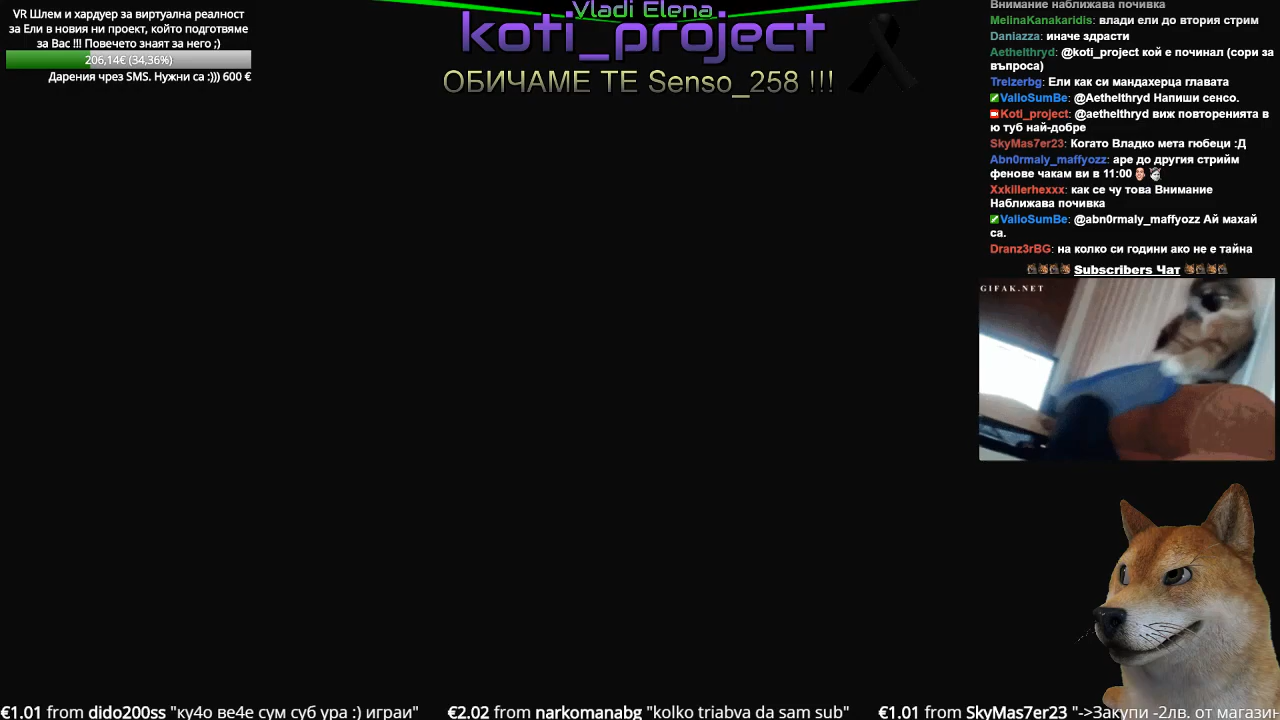 VR Шлем и хардуер за виртуална реалност
за Ели в новия ни проект, който подготвяме
за Вас !!! Повечето знаят за него ;)
206,14€ (34,36%)
Дарения чрез SMS. Нужни са :))) 600 €
Vladi Elena
koti_project
ОБИЧАМЕ ТЕ Senso_258 !!!
Внимание наближава почивка
MelinaKanakaridis: влади ели до втория стрим
Daniazza: иначе здрасти
Aethelthryd: @koti_project кой е починал (сори за
въпроса)
Treizerbg: Ели как си мандахерца главата
ValioSumBe: @Aethelthryd Напиши сенсо.
Koti_project: @aethelthryd виж повторенията в
ю туб най-добре
SkyMas7er23: Когато Владко мета гюбеци :Д
Abn0rmaly_maffyozz: аре до другия стрийм
фенове чакам ви в 11:00
Xxkillerhexxx: как се чу това Внимание
Наближава почивка
ValioSumBe: @abn0rmaly_maffyozz Ай махай
са.
Dranz3rBG: на колко си години ако не е тайна
Subscribers Чат
GIFAK.NET
€1.01 from dido200ss "ку4о ве4е сум суб ура :) играи" €2.02 from narkomanabg "kolko triabva da sam sub" €1.01 from SkyMas7er23 "->Закупи -2лв. от магазин